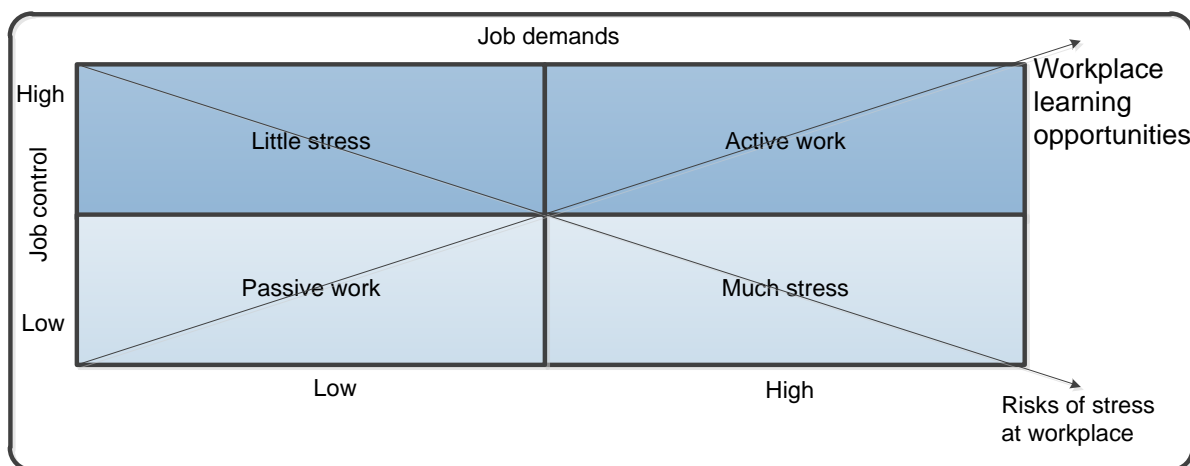 Job demands
High
Workplace
learning
opportunities
Little stress
Active work
Job control
Passive work
Much stress
Low
Low
High
Risks of stress
at workplace